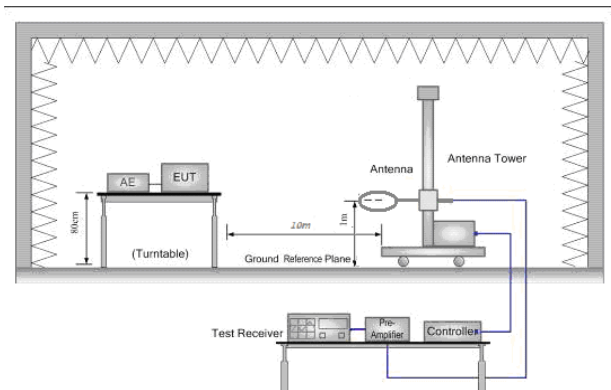 Antenna
Antenna Tower
AE
EUT
80cm
(Turntable)
10m
1m
Ground Reference Plane
Test Receiver
Pre-
Amplifier
Controller